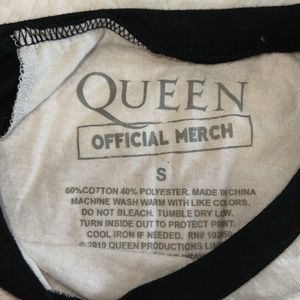 QUEEN
OFFICIAL MERCH
S
60%COTTON 40% POLYESTER. MADE IN CHINA
MACHINE WASH WARM WITH LIKE COLORS.
DO NOT BLEACH. TUMBLE DRY LOW.
TURN INSIDE OUT TO PROTECT PRINT.
COOL IRON IF NEEDED. RN#
© 2019 QUEEN PRODUCTIONS